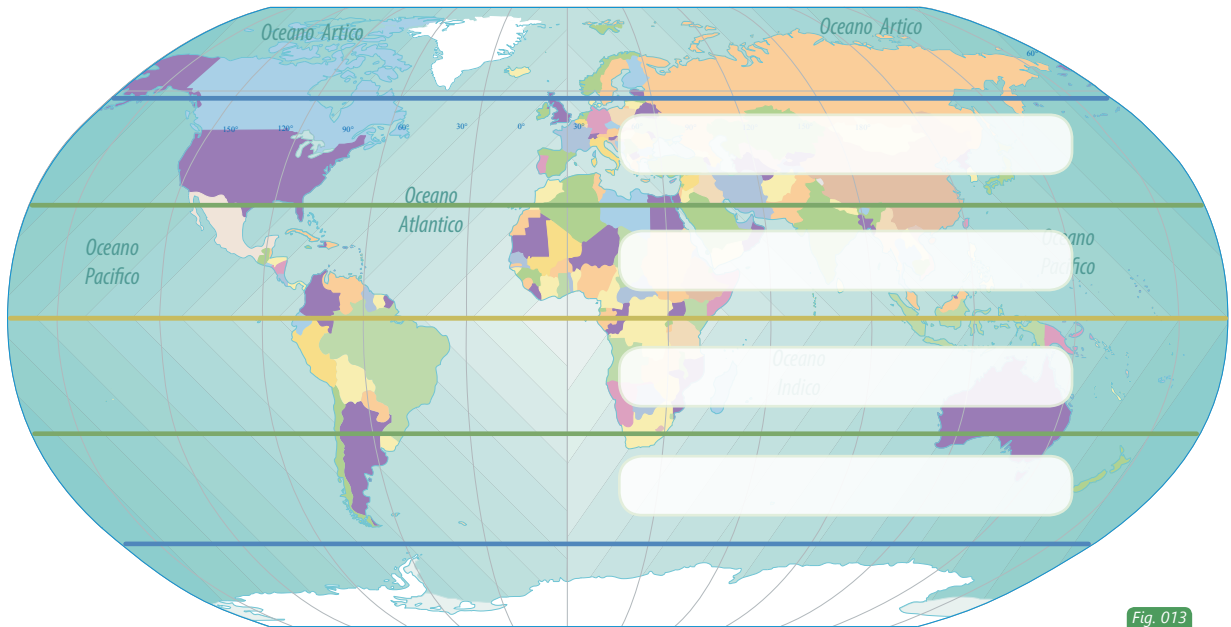 Oceano Artico
Oceano Artico
60°
150°
120°
90°
60°
30°
0°
30°
Oceano
Atlantico
Oceano
Pacifico
Oceano
Pacifico
Oceano
Indico
Fig. 013